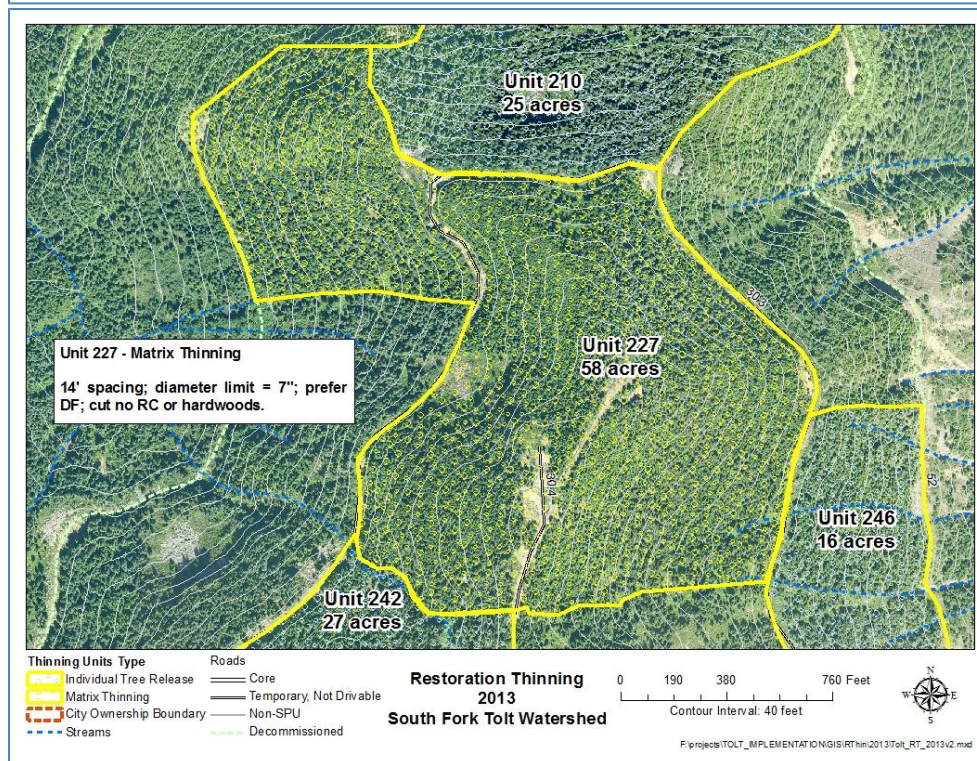 Unit 210
25 acres
Unit 227
58 acres
Unit 227 - Matrix Thinning
14' spacing; diameter limit = 7"; prefer
DF; cut no RC or hardwoods.
30.4
52
Unit 246
16 acres
Unit 242
27 acres
Thinning Units Type
Individual Tree Release
Matrix Thinning
City Ownership Boundary
Streams
Roads
Core
Temporary, Not Drivable
Non-SPU
Decommissioned
Restoration Thinning
2013
South Fork Tolt Watershed
0 190 380 760 Feet
Contour Interval: 40 feet
N
W E
S
F:\projects\TOLT_IMPLEMENTATION\GIS\RThin\2013\Tolt_RT_2013v2.mxd